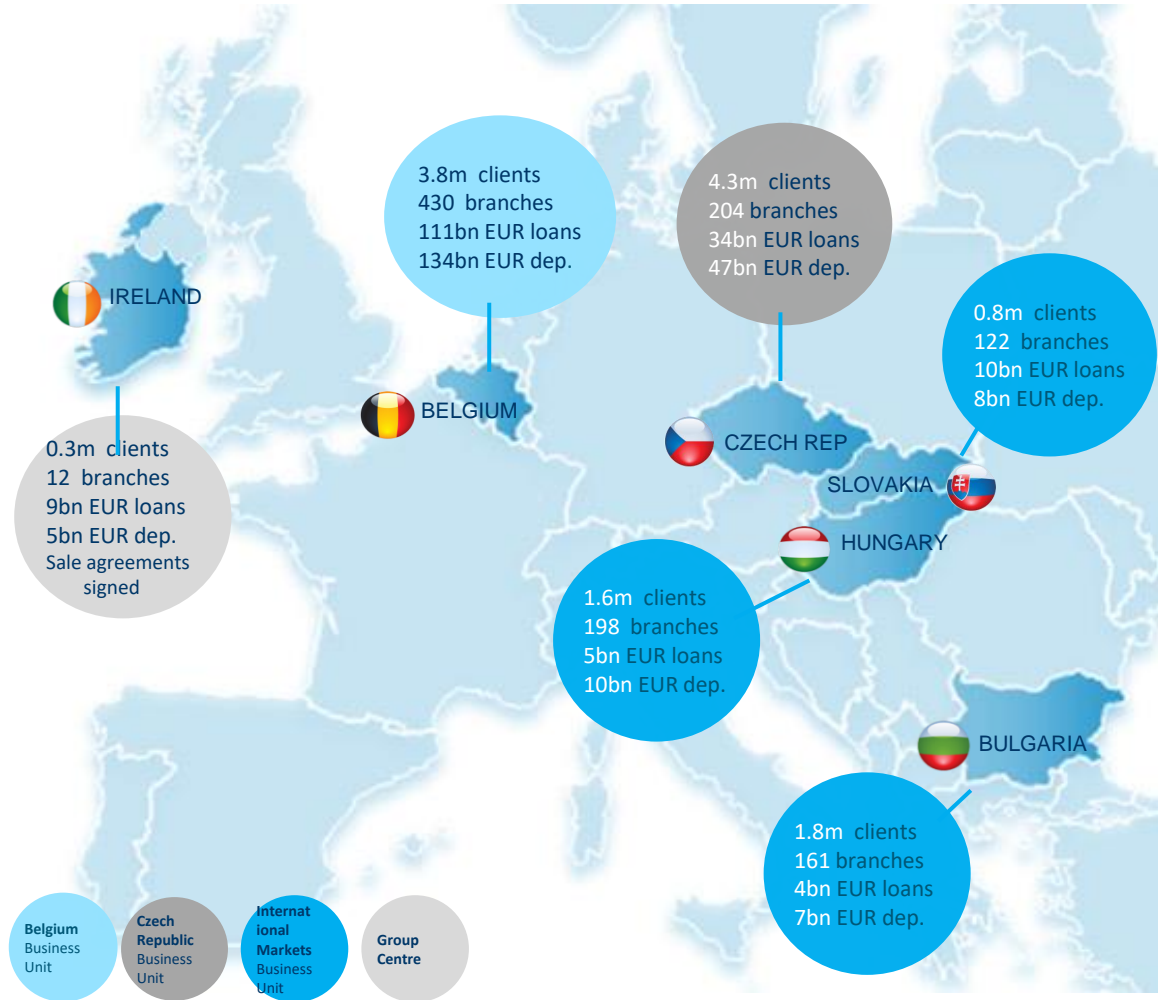 3.8m clients
430 branches
111bn EUR loans
134bn EUR dep.
4.3m clients
204 branches
34bn EUR loans
47bn EUR dep.
0.8m clients
122 branches
10bn EUR loans
8bn EUR dep.
IRELAND
BELGIUM
CZECH REP
SLOVAKIA
HUNGARY
0.3m clients
12 branches
9bn EUR loans
5bn EUR dep.
Sale agreements
signed
1.6m clients
198 branches
5bn EUR loans
10bn EUR dep.
BULGARIA
1.8m clients
161 branches
4bn EUR loans
7bn EUR dep.
Belgium
Business
Unit
Czech
Republic
Business
Unit
Internat
ional
Markets
Business
Unit
Group
Centre